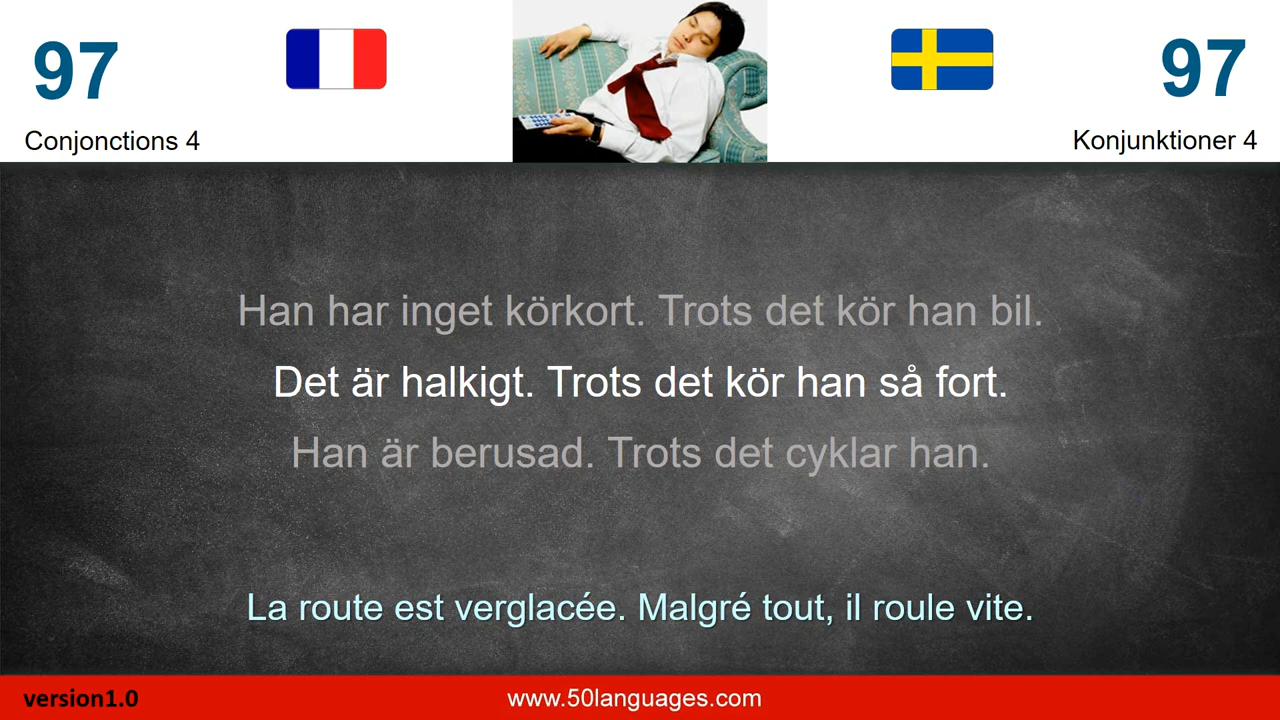 97
97
Conjonctions 4
Konjunktioner 4
Han har inget körkort. Trots det kör han bil.
Det är halkigt. Trots det kör han så fort.
Han är berusad. Trots det cyklar han.
La route est verglacée. Malgré tout, il roule vite.
version1.0
www.50languages.com